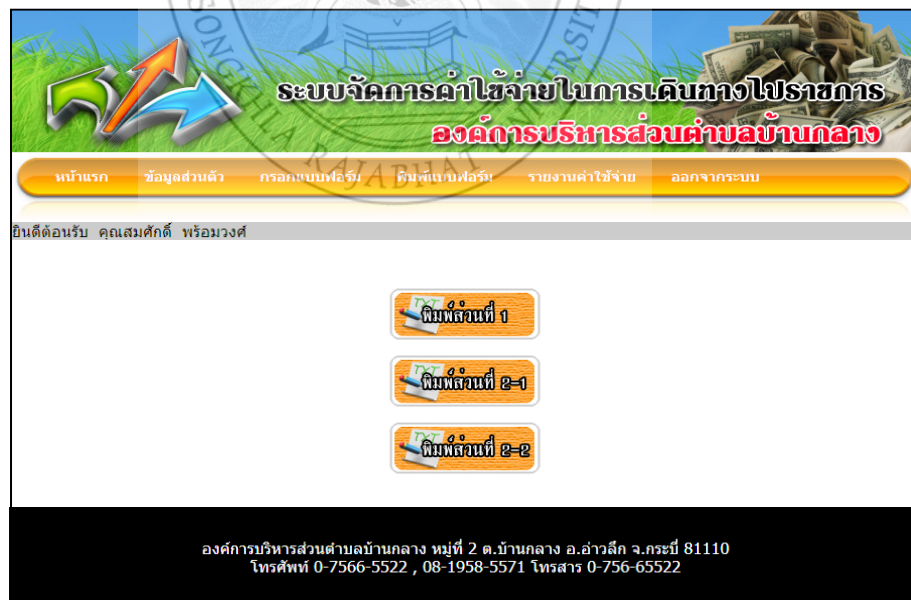 SONGKHLA RAJABHAT
ระบบจัดการค่าใช้จ่ายในการเดินทางไปราชการ
องค์การบริหารส่วนตำบลบ้านกลาง
หน้าแรก ข้อมูลส่วนตัว กรอกแบบฟอร์ม พิมพ์แบบฟอร์ม รายงานค่าใช้จ่าย ออกจากระบบ
ยินดีต้อนรับ คุณสมศักดิ์ พร้อมวงศ์
TXT พิมพ์ส่วนที่ 1
TXT พิมพ์ส่วนที่ 2-1
TXT พิมพ์ส่วนที่ 2-2
องค์การบริหารส่วนตำบลบ้านกลาง หมู่ที่ 2 ต.บ้านกลาง อ.อ่าวลึก จ.กระบี่ 81110
โทรศัพท์ 0-7566-5522 , 08-1958-5571 โทรสาร 0-756-65522